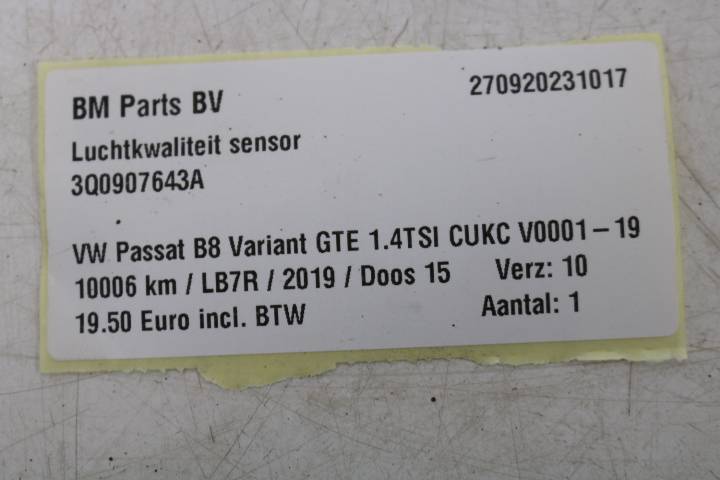 BM Parts BV 270920231017
Luchtkwaliteit sensor
3Q0907643A
VW Passat B8 Variant GTE 1.4TSI CUKC V0001-19
10006 km / LB7R / 2019 / Doos 15 Verz: 10
19.50 Euro incl. BTW Aantal: 1